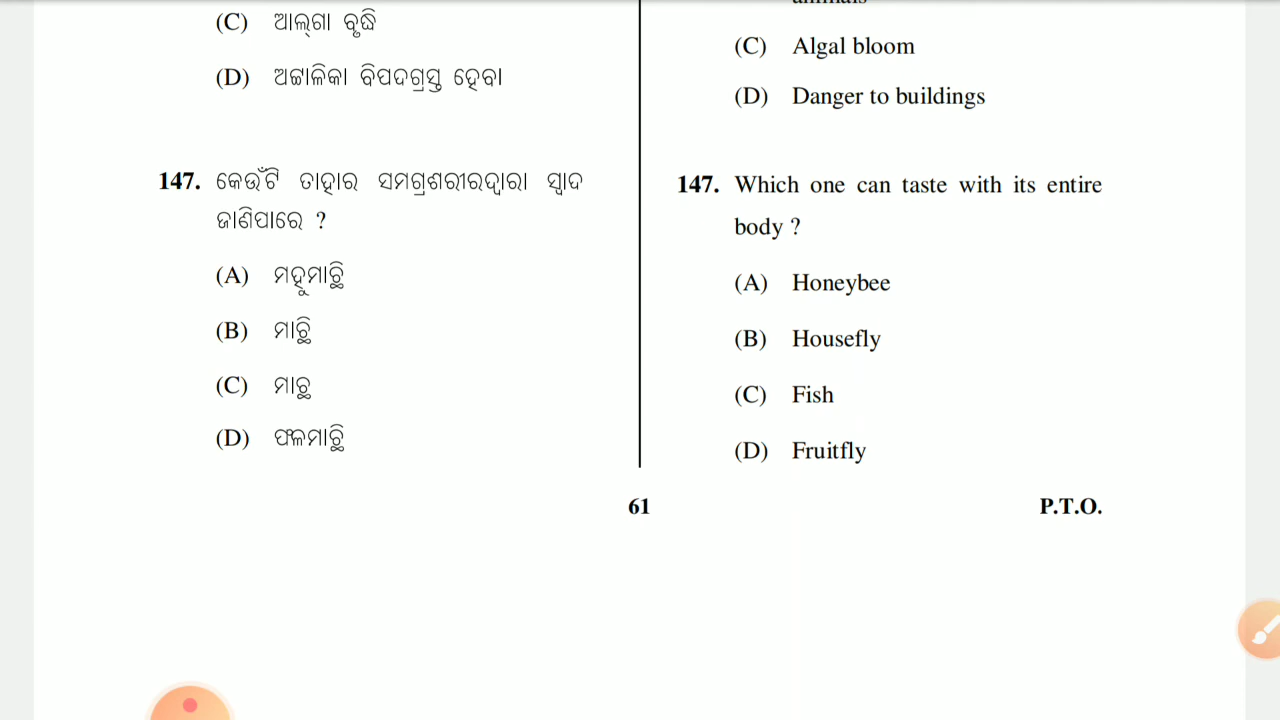 (C) ଆଲ୍‌ଗା ବୃଦ୍ଧି
(D) ଅଟ୍ଟାଳିକା ବିପଦଗ୍ରସ୍ତ ହେବା
147. କେଉଁଟି ତାହାର ସମଗ୍ରଶରୀରଦ୍ଵାରା ସ୍ଵାଦ
ଜାଣିପାରେ ?
(A) ମହୁମାଛି
(B) ମାଛି
(C) ମାଛ
(D) ଫଳମାଛି
animals
(C) Algal bloom
(D) Danger to buildings
147. Which one can taste with its entire
body ?
(A) Honeybee
(B) Housefly
(C) Fish
(D) Fruitfly
61
P.T.O.